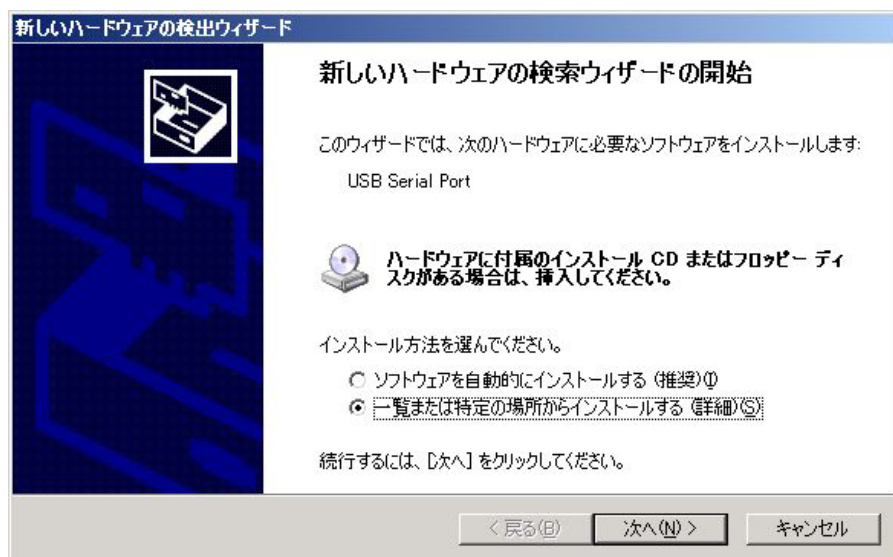 新しいハードウェアの検出ウィザード
新しいハードウェアの検索ウィザードの開始
このウィザードでは、次のハードウェアに必要なソフトウェアをインストールします:
USB Serial Port
ハードウェアに付属のインストール CD またはフロッピー ディ
スクがある場合は、挿入してください。
インストール方法を選んでください。
ソフトウェアを自動的にインストールする (推奨)(I)
一覧または特定の場所からインストールする (詳細)(S)
続行するには、[次へ] をクリックしてください。
< 戻る(B) 次へ(N) > キャンセル